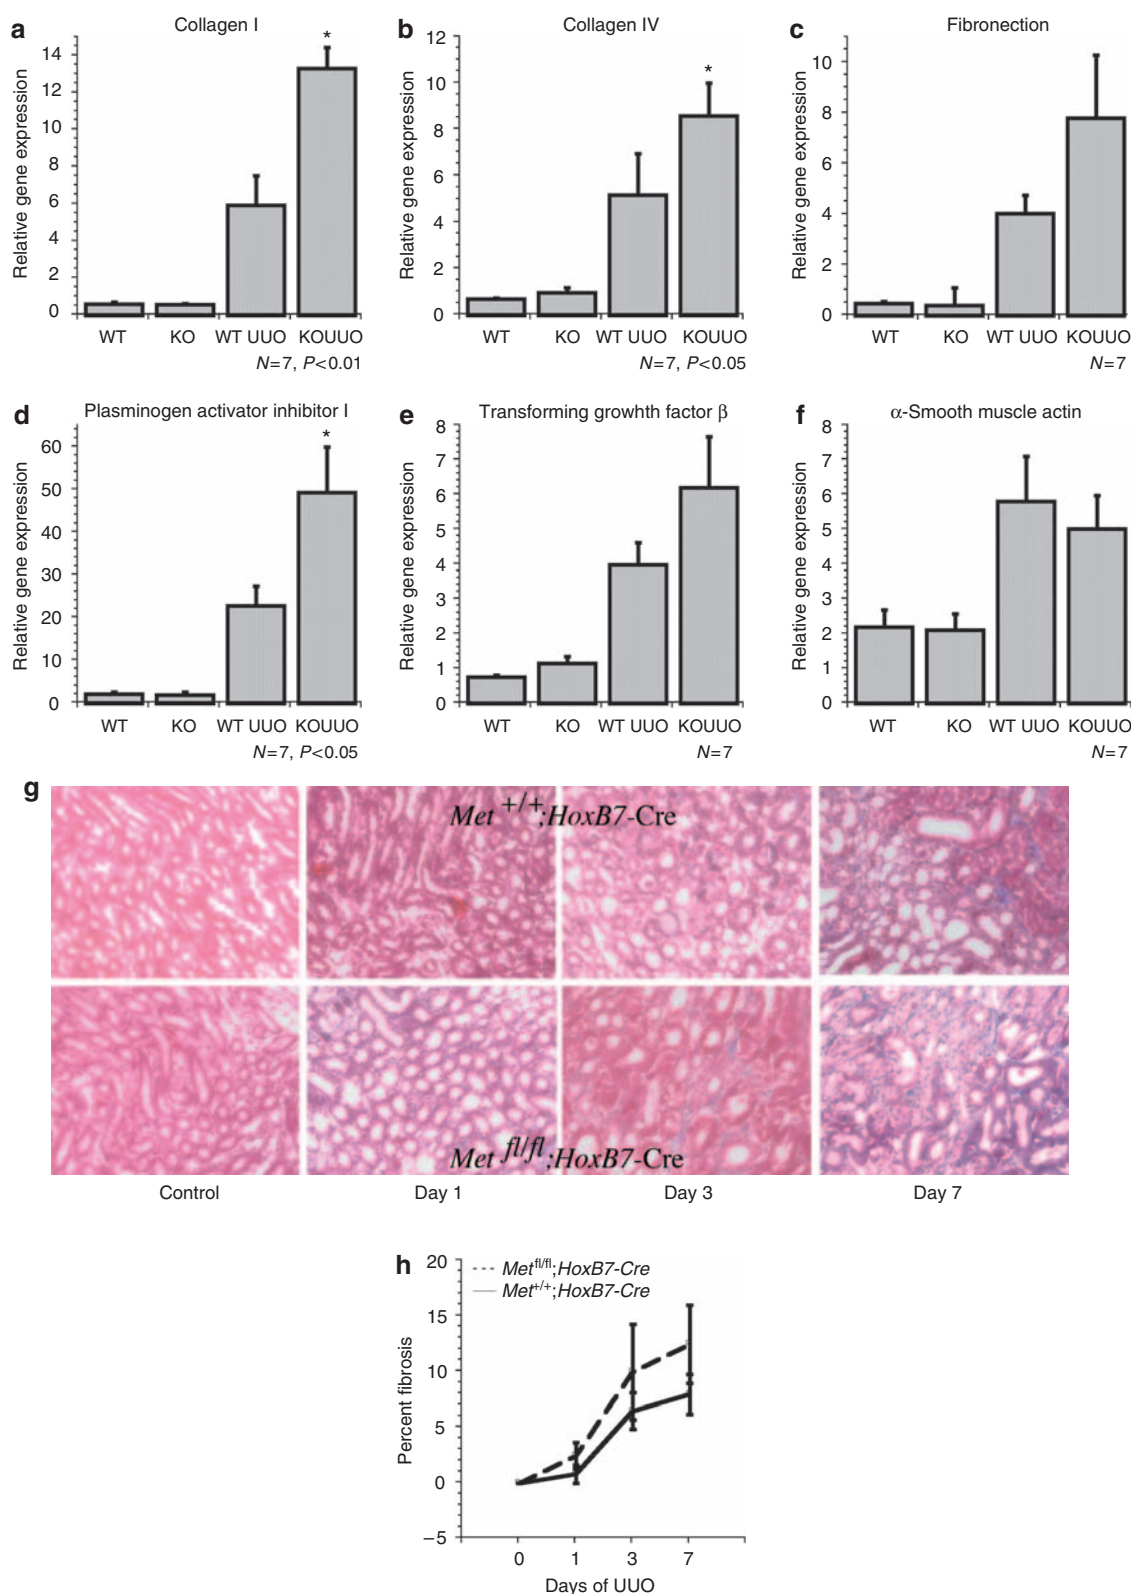 a Collagen I
Relative gene expression
14
12
10
8
6
4
2
0
*
WT KO WT UUO KOUUO
N=7, P<0.01
b Collagen IV
Relative gene expression
12
10
8
6
4
2
0
*
WT KO WT UUO KOUUO
N=7, P<0.05
c Fibronection
Relative gene expression
10
8
6
4
2
0
WT KO WT UUO KOUUO
N=7
d Plasminogen activator inhibitor I
Relative gene expression
60
50
40
30
20
10
0
*
WT KO WT UUO KOUUO
N=7, P<0.05
e Transforming growhth factor β
Relative gene expression
8
7
6
5
4
3
2
1
0
WT KO WT UUO KOUUO
N=7
f α-Smooth muscle actin
Relative gene expression
8
7
6
5
4
3
2
1
0
WT KO WT UUO KOUUO
N=7
g
Met +/+;HoxB7-Cre
Met fl/fl;HoxB7-Cre
Control Day 1 Day 3 Day 7
h
Percent fibrosis
20
15
10
5
0
−5
Metfl/fl;HoxB7-Cre
Met+/+;HoxB7-Cre
0 1 3 7
Days of UUO